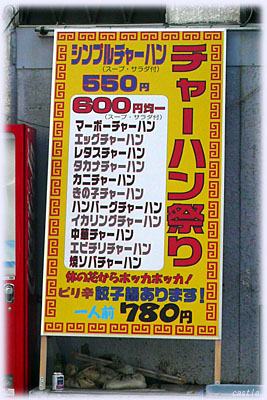 チャーハン祭り
シンプルチャーハン
(スープ・サラダ付)
550円
600円均一
(スープ・サラダ付)
マーボーチャーハン
エッグチャーハン
レタスチャーハン
タカナチャーハン
カニチャーハン
きの子チャーハン
ハンバーグチャーハン
イカリングチャーハン
中華チャーハン
エビチリチャーハン
焼ソバチャーハン
体の芯からホッカホッカ!
ピリ辛 餃子鍋あります!
一人前 780円
castle